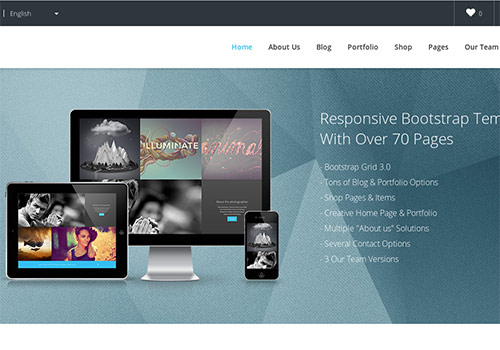 English
0
Home About Us Blog Portfolio Shop Pages Our Team
Responsive Bootstrap Tem
With Over 70 Pages
- Bootstrap Grid 3.0
- Tons of Blog & Portfolio Options
- Shop Pages & Items
- Creative Home Page & Portfolio
- Multiple "About us" Solutions
- Several Contact Options
- 3 Our Team Versions
ILLUMINATE
About the photographer